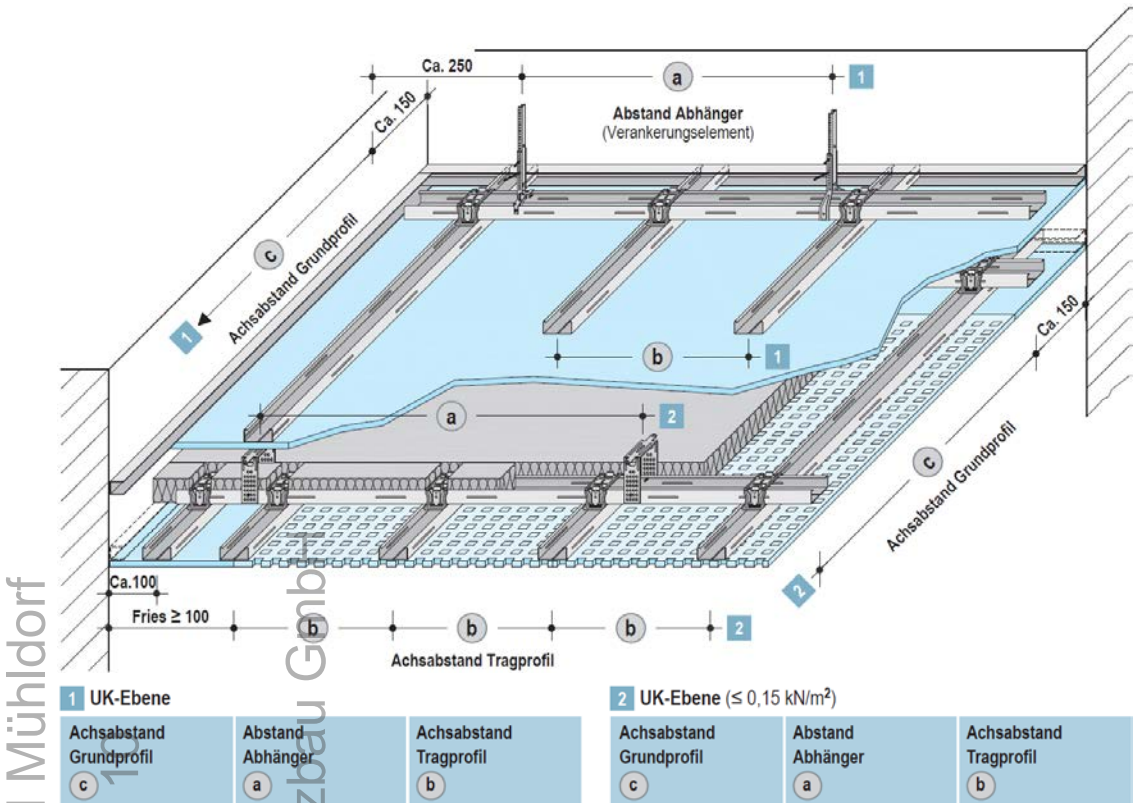 Ca. 250
a
1
Ca. 150
Abstand Abhänger
(Verankerungselement)
c
Achsabstand Grundprofil
1
b
1
Ca. 150
a
2
c
Achsabstand Grundprofil
2
Ca.100
Fries ≥ 100
b
b
b
2
Achsabstand Tragprofil
1 UK-Ebene
Achsabstand
Grundprofil
c
Abstand
Abhänger
a
Achsabstand
Tragprofil
b
2 UK-Ebene (≤ 0,15 kN/m²)
Achsabstand
Grundprofil
c
Abstand
Abhänger
a
Achsabstand
Tragprofil
b
Mühldorf
10
zbau GmbH